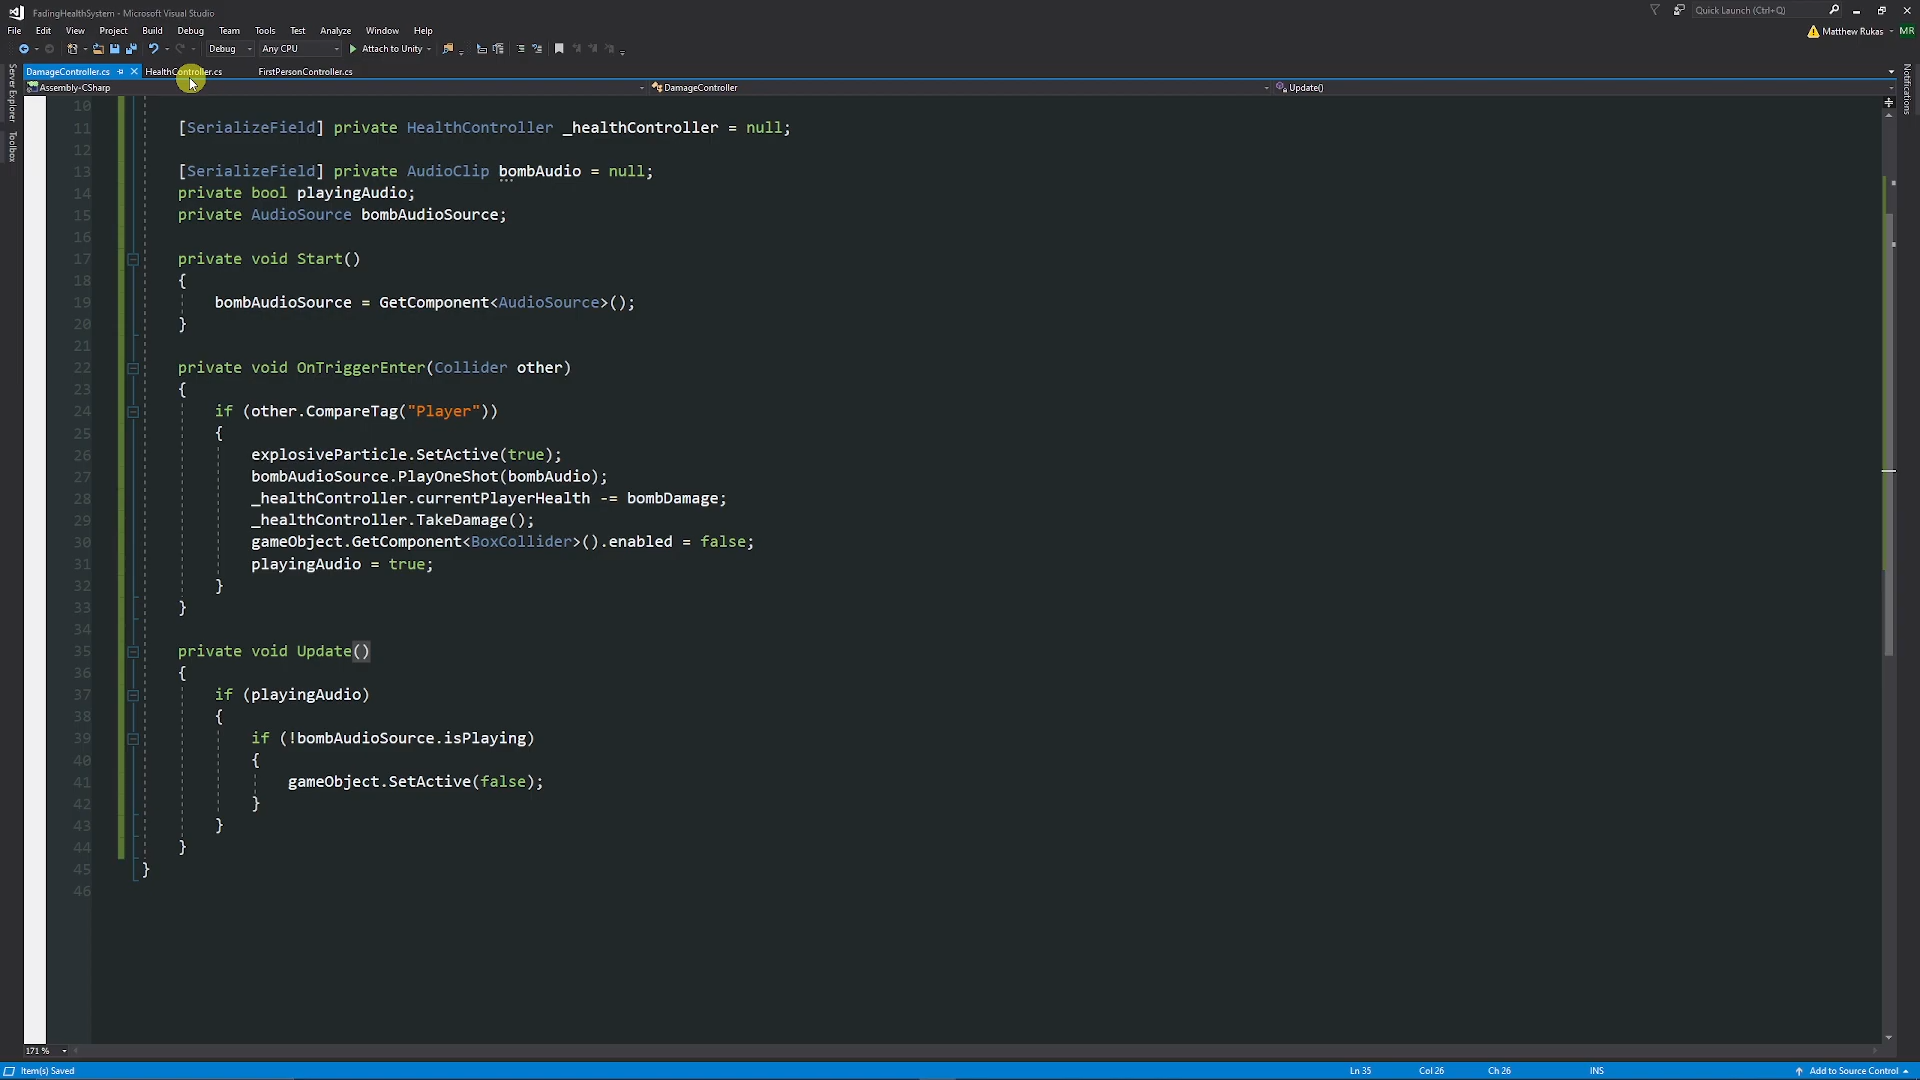 FadingHealthSystem - Microsoft Visual Studio
Quick Launch (Ctrl+Q)
File Edit View Project Build Debug Team Tools Test Analyze Window Help
Matthew Rukas MR
Debug Any CPU Attach to Unity
DamageController.cs HealthController.cs FirstPersonController.cs
Assembly-CSharp DamageController Update()
Server Explorer
Toolbox
Notifications
10
11 [SerializeField] private HealthController _healthController = null;
12
13 [SerializeField] private AudioClip bombAudio = null;
14 private bool playingAudio;
15 private AudioSource bombAudioSource;
16
17 private void Start()
18 {
19 bombAudioSource = GetComponent<AudioSource>();
20 }
21
22 private void OnTriggerEnter(Collider other)
23 {
24 if (other.CompareTag("Player"))
25 {
26 explosiveParticle.SetActive(true);
27 bombAudioSource.PlayOneShot(bombAudio);
28 _healthController.currentPlayerHealth -= bombDamage;
29 _healthController.TakeDamage();
30 gameObject.GetComponent<BoxCollider>().enabled = false;
31 playingAudio = true;
32 }
33 }
34
35 private void Update()
36 {
37 if (playingAudio)
38 {
39 if (!bombAudioSource.isPlaying)
40 {
41 gameObject.SetActive(false);
42 }
43 }
44 }
45 }
46
171 %
Item(s) Saved Ln 35 Col 26 Ch 26 INS Add to Source Control